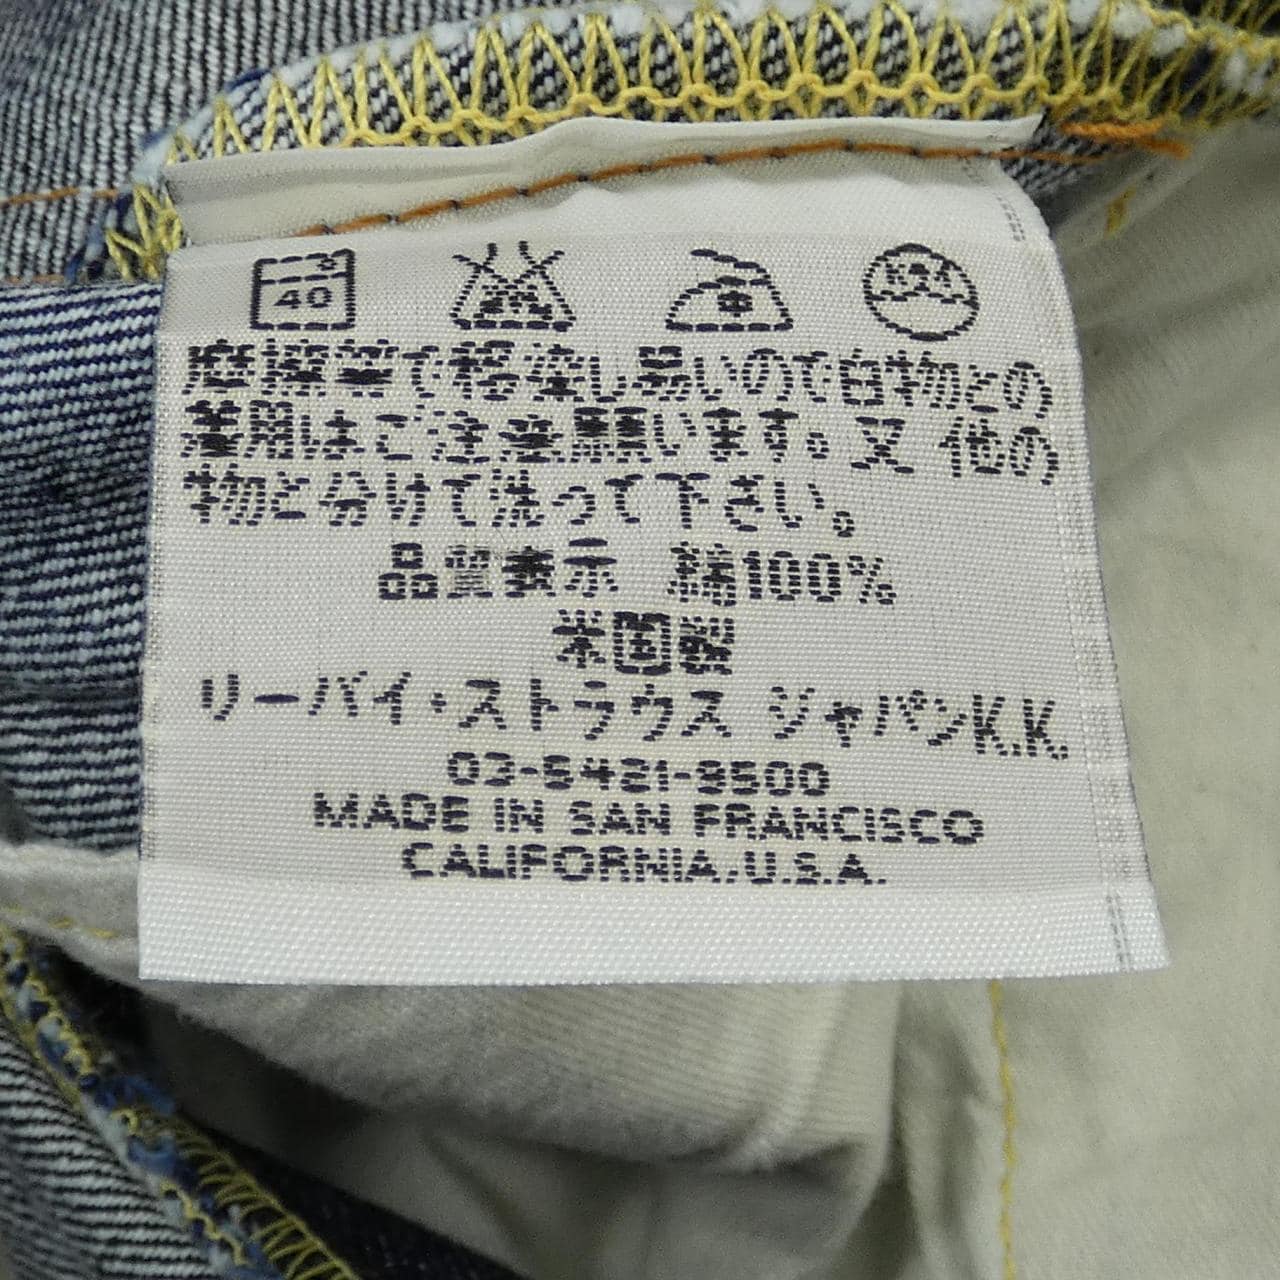 40
摩擦等で移染し易いので白物との
着用はご注意願います。又 他の
物と分けて洗って下さい。
品質表示 綿100%
米国製
リーバイ・ストラウス ジャパンK.K.
03-5421-9500
MADE IN SAN FRANCISCO
CALIFORNIA,U.S.A.